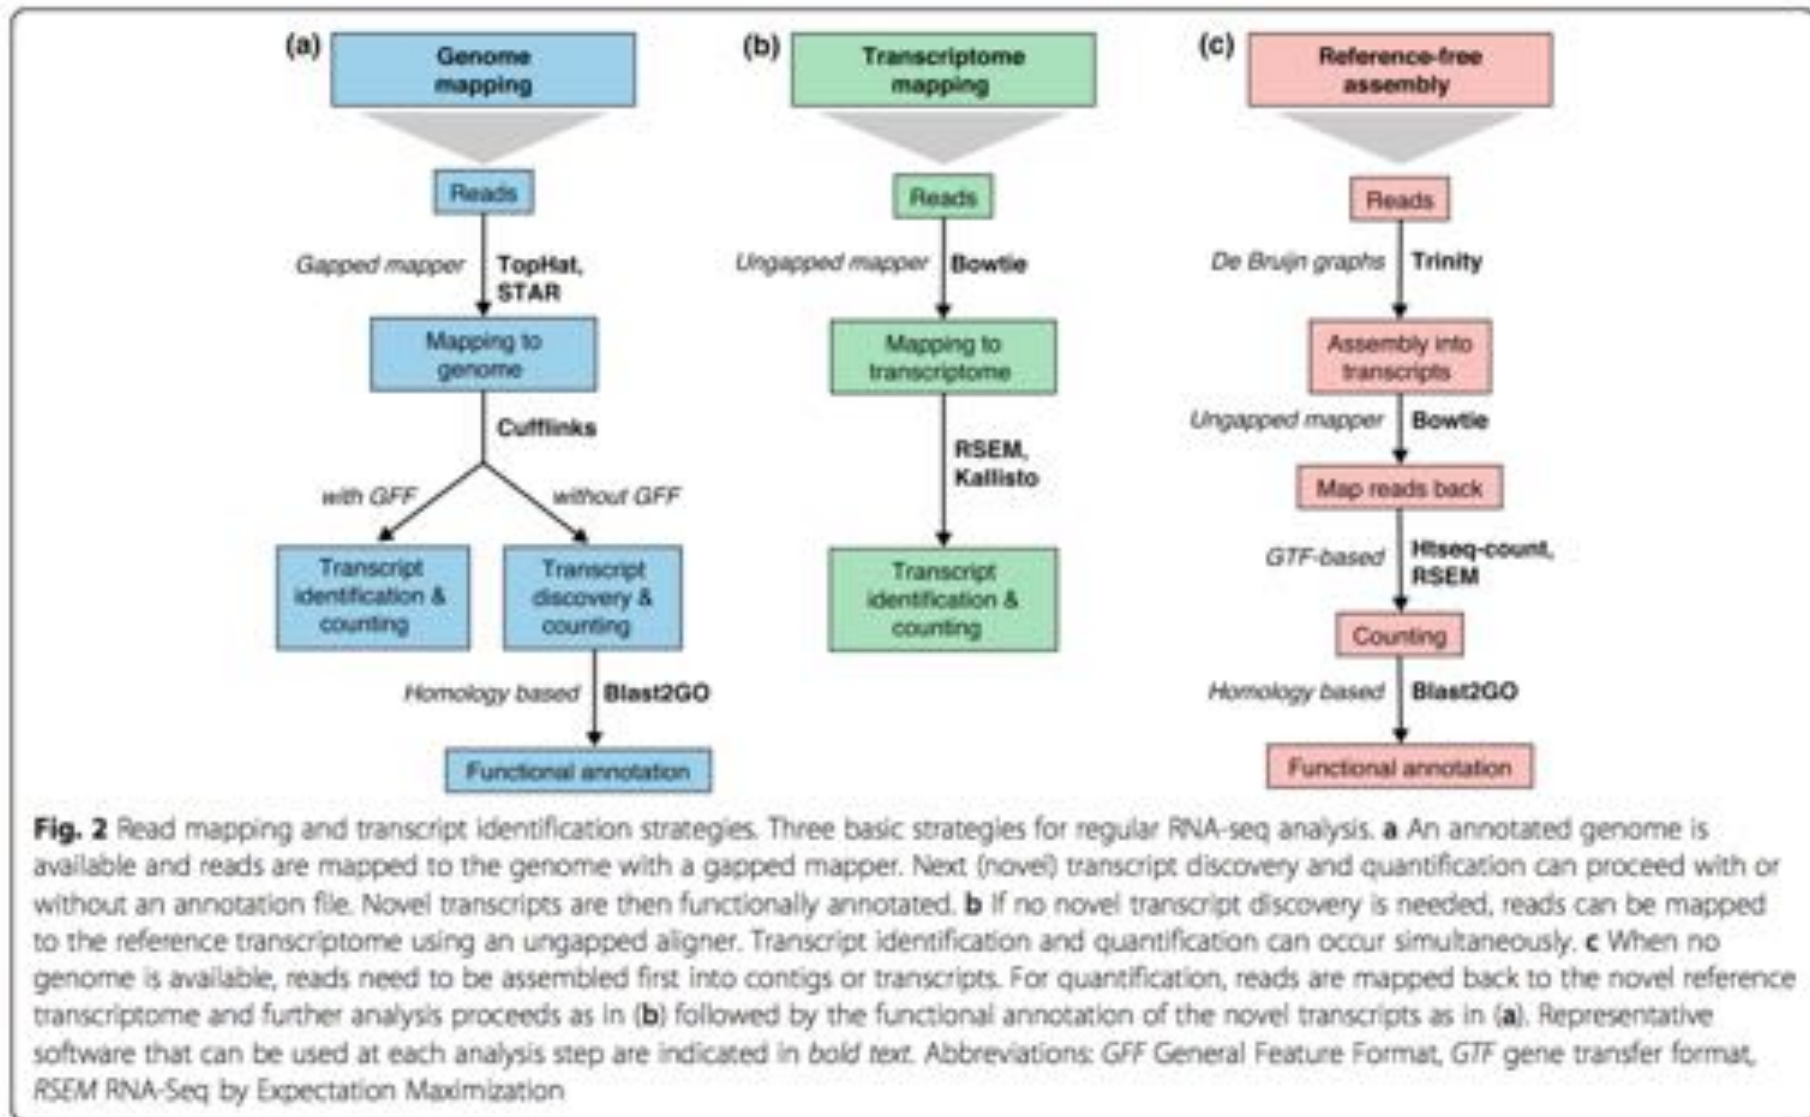 (a)
Genome
mapping
Reads
Gapped mapper
TopHat,
STAR
Mapping to
genome
Cufflinks
with GFF
without GFF
Transcript
identification &
counting
Transcript
discovery &
counting
Homology based
Blast2GO
Functional annotation
(b)
Transcriptome
mapping
Reads
Ungapped mapper
Bowtie
Mapping to
transcriptome
RSEM,
Kallisto
Transcript
identification &
counting
(c)
Reference-free
assembly
Reads
De Bruijn graphs
Trinity
Assembly into
transcripts
Ungapped mapper
Bowtie
Map reads back
GTF-based
Htseq-count,
RSEM
Counting
Homology based
Blast2GO
Functional annotation
Fig. 2 Read mapping and transcript identification strategies. Three basic strategies for regular RNA-seq analysis. a An annotated genome is
available and reads are mapped to the genome with a gapped mapper. Next (novel) transcript discovery and quantification can proceed with or
without an annotation file. Novel transcripts are then functionally annotated. b If no novel transcript discovery is needed, reads can be mapped
to the reference transcriptome using an ungapped aligner. Transcript identification and quantification can occur simultaneously. c When no
genome is available, reads need to be assembled first into contigs or transcripts. For quantification, reads are mapped back to the novel reference
transcriptome and further analysis proceeds as in (b) followed by the functional annotation of the novel transcripts as in (a). Representative
software that can be used at each analysis step are indicated in bold text. Abbreviations: GFF General Feature Format, GTF gene transfer format,
RSEM RNA-Seq by Expectation Maximization